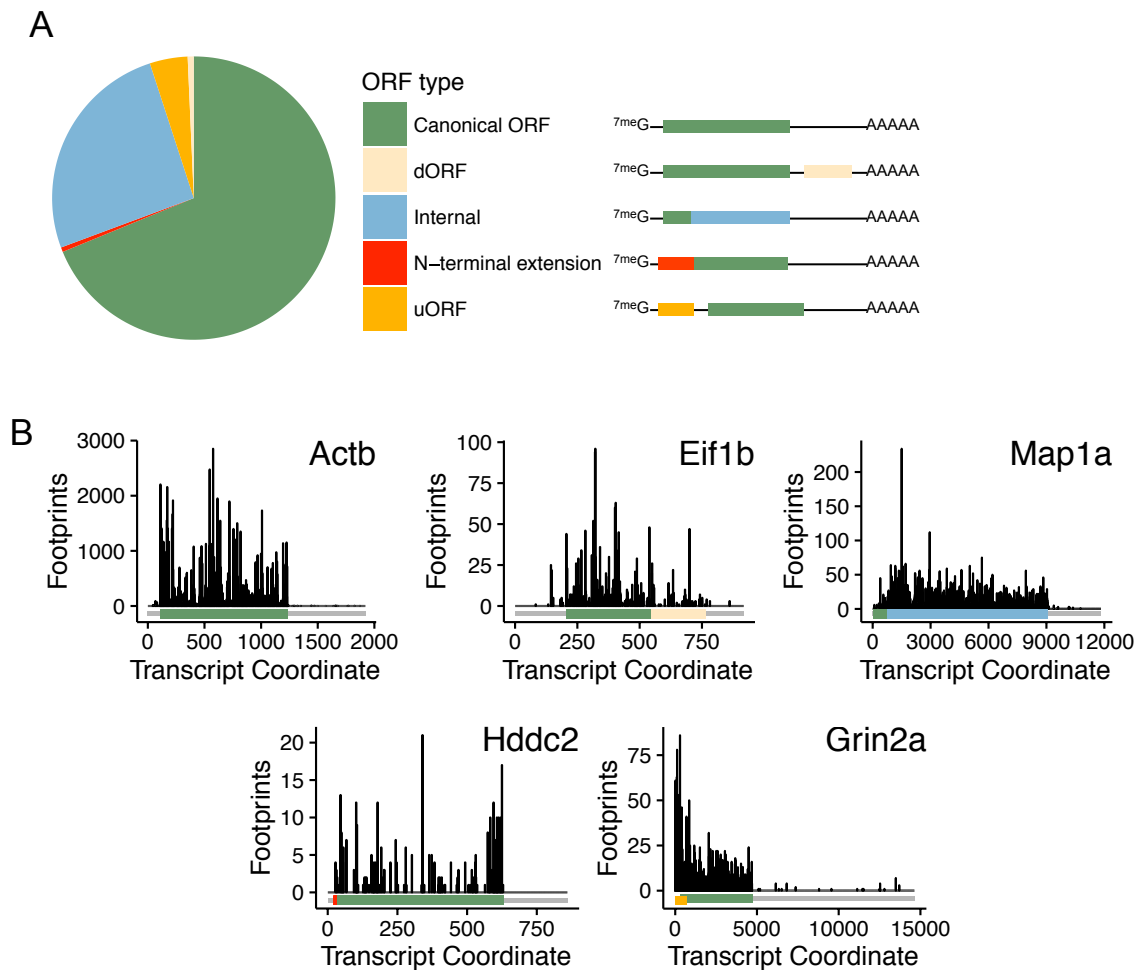 A
ORF type
Canonical ORF
dORF
Internal
N−terminal extension
uORF
7meG AAAAA
7meG AAAAA
7meG AAAAA
7meG AAAAA
7meG AAAAA
B
Actb
Footprints
3000
2000
1000
0
0 500 1000 1500 2000
Transcript Coordinate
Eif1b
Footprints
100
75
50
25
0
0 250 500 750
Transcript Coordinate
Map1a
Footprints
200
150
100
50
0
0 3000 6000 9000 12000
Transcript Coordinate
Hddc2
Footprints
20
15
10
5
0
0 250 500 750
Transcript Coordinate
Grin2a
Footprints
75
50
25
0
0 5000 10000 15000
Transcript Coordinate